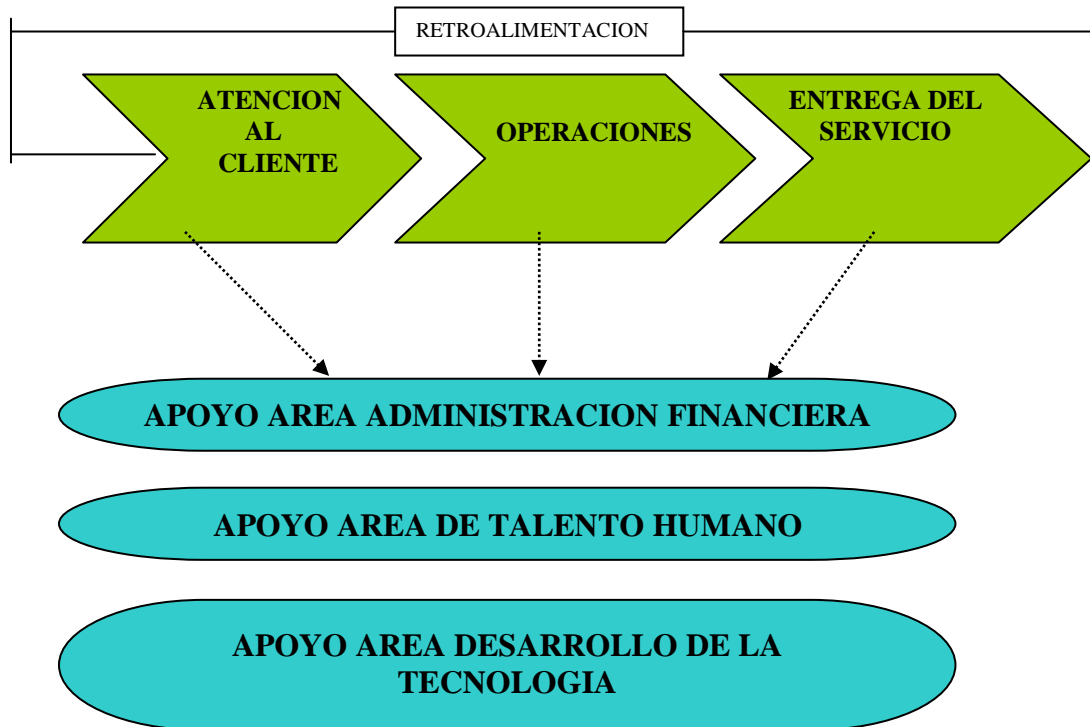 RETROALIMENTACION
ATENCION
AL
CLIENTE
OPERACIONES
ENTREGA DEL
SERVICIO
APOYO AREA ADMINISTRACION FINANCIERA
APOYO AREA DE TALENTO HUMANO
APOYO AREA DESARROLLO DE LA
TECNOLOGIA